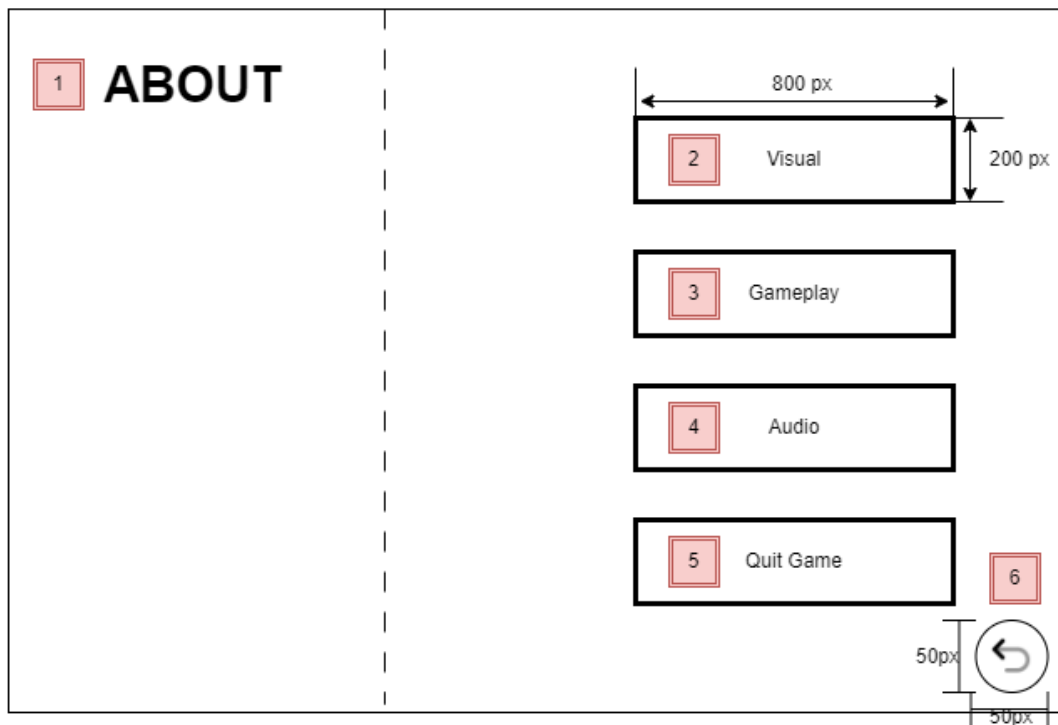 1 ABOUT
800 px
2 Visual
200 px
3 Gameplay
4 Audio
5 Quit Game
6
50px
50px